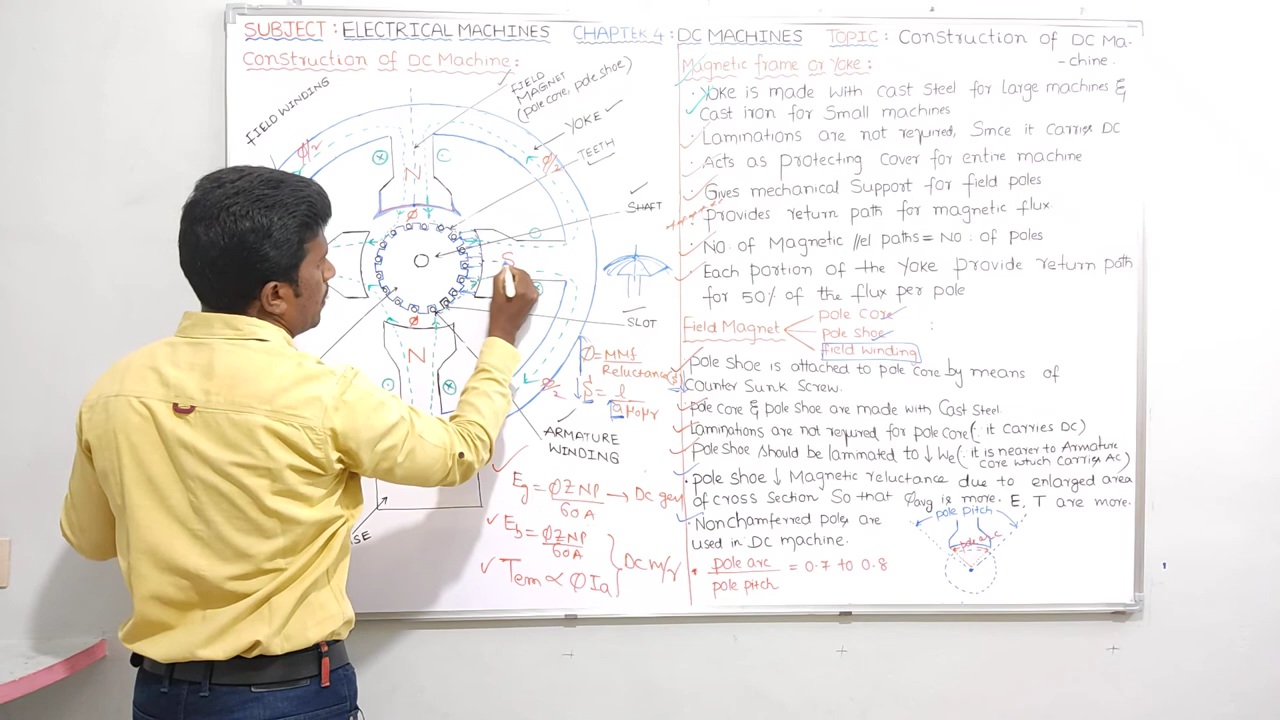 SUBJECT : ELECTRICAL MACHINES CHAPTER 4 : DC MACHINES TOPIC : Construction of DC Ma-
-chine.
Construction of DC Machine :
FIELD WINDING
FIELD
MAGNET
(pole core, pole shoe)
YOKE
TEETH
SHAFT
SLOT
ARMATURE
WINDING
φ/2
φ/2
φ/2
N
φ
S
φ
N
φ = MMF
Reluctance(s)
S = l
a μ0 μr
Eg = φZNP → DC gen
60A
Eb = φZNP
60A
Tem ∝ φIa
DC m/r
Magnetic frame or Yoke :
Yoke is made with cast steel for large machines &
Cast iron for Small machines
Laminations are not required, Since it carries DC
Acts as protecting cover for entire machine
Gives mechanical Support for field poles
provides return path for magnetic flux
No. of Magnetic //el paths = No. of poles
Each portion of the Yoke provide return path
for 50% of the flux per pole
Field Magnet
pole core
pole shoe
field winding
pole Shoe is attached to pole core by means of
Counter Sunk Screw.
pole core & pole shoe are made with Cast Steel.
Laminations are not required for pole core (∵ it carries DC)
pole shoe should be laminated to ↓ We (∵ it is nearer to Armature
core which carries AC)
pole shoe ↓ Magnetic reluctance due to enlarged area
of cross section So that φavg is more, E, T are more.
Nonchamferred poles are
used in DC machine.
pole pitch
pole arc
pole arc = 0.7 to 0.8
pole pitch